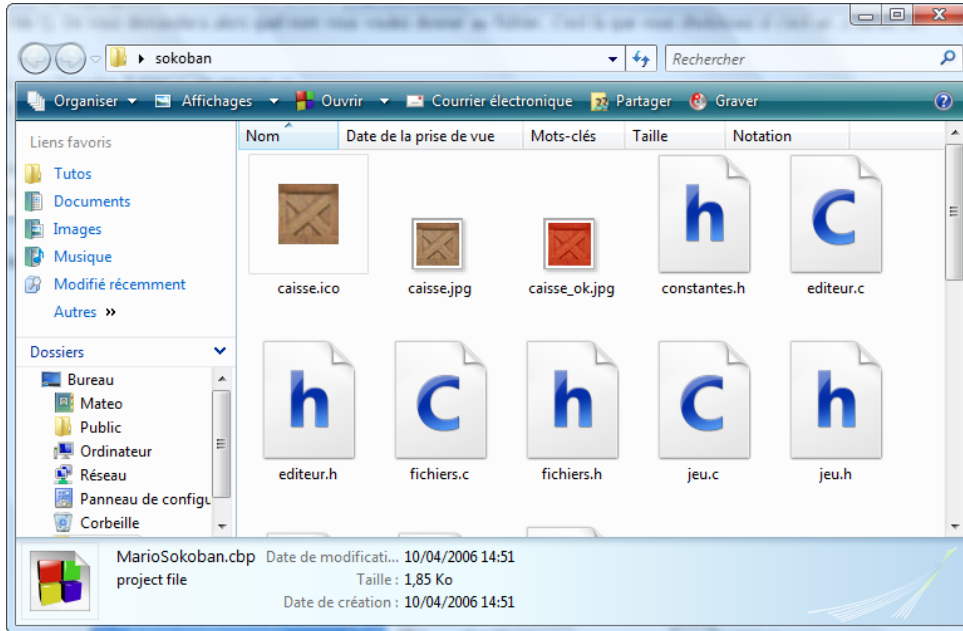 sokoban
Rechercher
Organiser Affichages Ouvrir Courrier électronique Partager Graver
Liens favoris
Tutos
Documents
Images
Musique
Modifié récemment
Autres »
Dossiers
Bureau
Mateo
Public
Ordinateur
Réseau
Panneau de configu
Corbeille
Nom Date de la prise de vue Mots-clés Taille Notation
h C
caisse.ico caisse.jpg caisse_ok.jpg constantes.h editeur.c
h C h C h
editeur.h fichiers.c fichiers.h jeu.c jeu.h
MarioSokoban.cbp Date de modificati... 10/04/2006 14:51
project file Taille : 1,85 Ko
Date de création : 10/04/2006 14:51